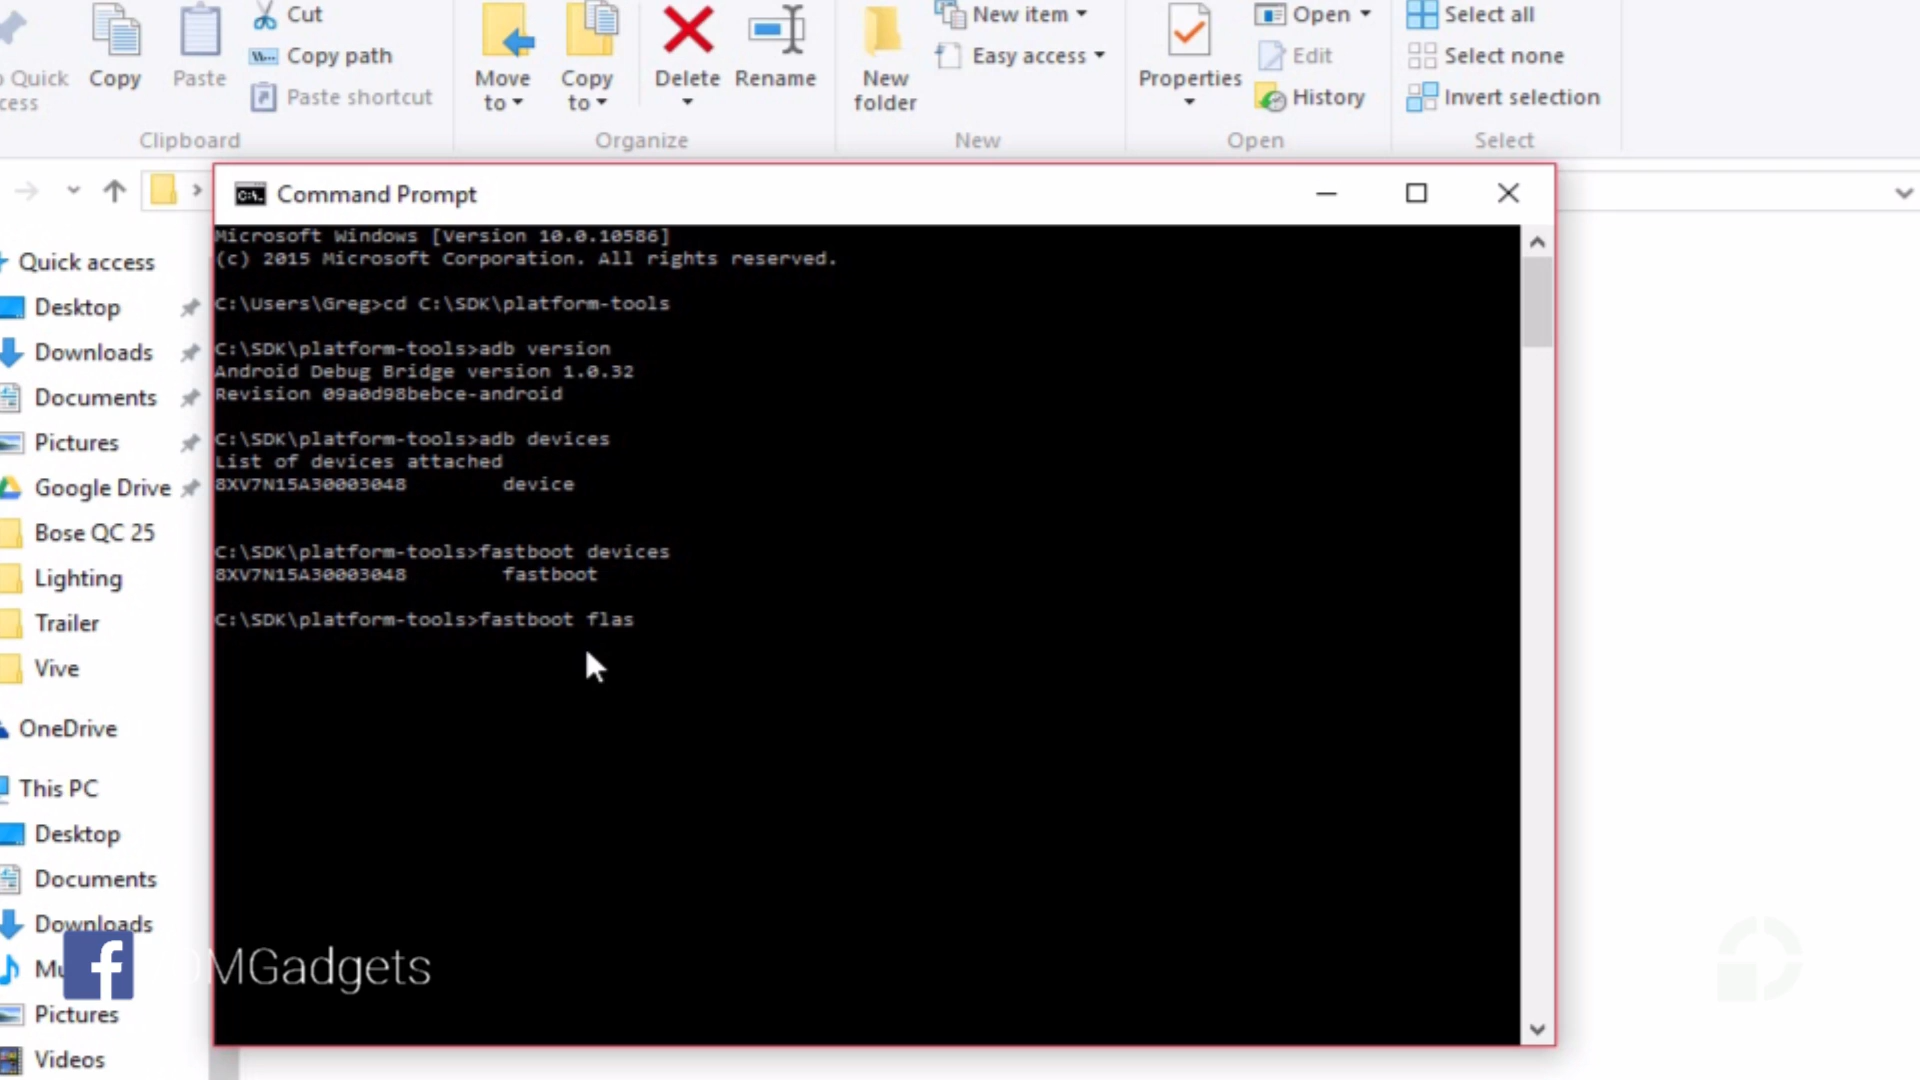 Cut
Copy path
Paste shortcut
Quick
Copy
Paste
Clipboard
Move to
Copy to
Delete
Rename
Organize
New folder
New item
Easy access
New
Properties
Open
Edit
History
Open
Select all
Select none
Invert selection
Select
Command Prompt
Microsoft Windows [Version 10.0.10586]
(c) 2015 Microsoft Corporation. All rights reserved.
C:\Users\Greg>cd C:\SDK\platform-tools
C:\SDK\platform-tools>adb version
Android Debug Bridge version 1.0.32
Revision 09a0d98bebce-android
C:\SDK\platform-tools>adb devices
List of devices attached
8XV7N15A30003048 device
C:\SDK\platform-tools>fastboot devices
8XV7N15A30003048 fastboot
C:\SDK\platform-tools>fastboot flas
Quick access
Desktop
Downloads
Documents
Pictures
Google Drive
Bose QC 25
Lighting
Trailer
Vive
OneDrive
This PC
Desktop
Documents
Downloads
Pictures
Videos
MGadgets